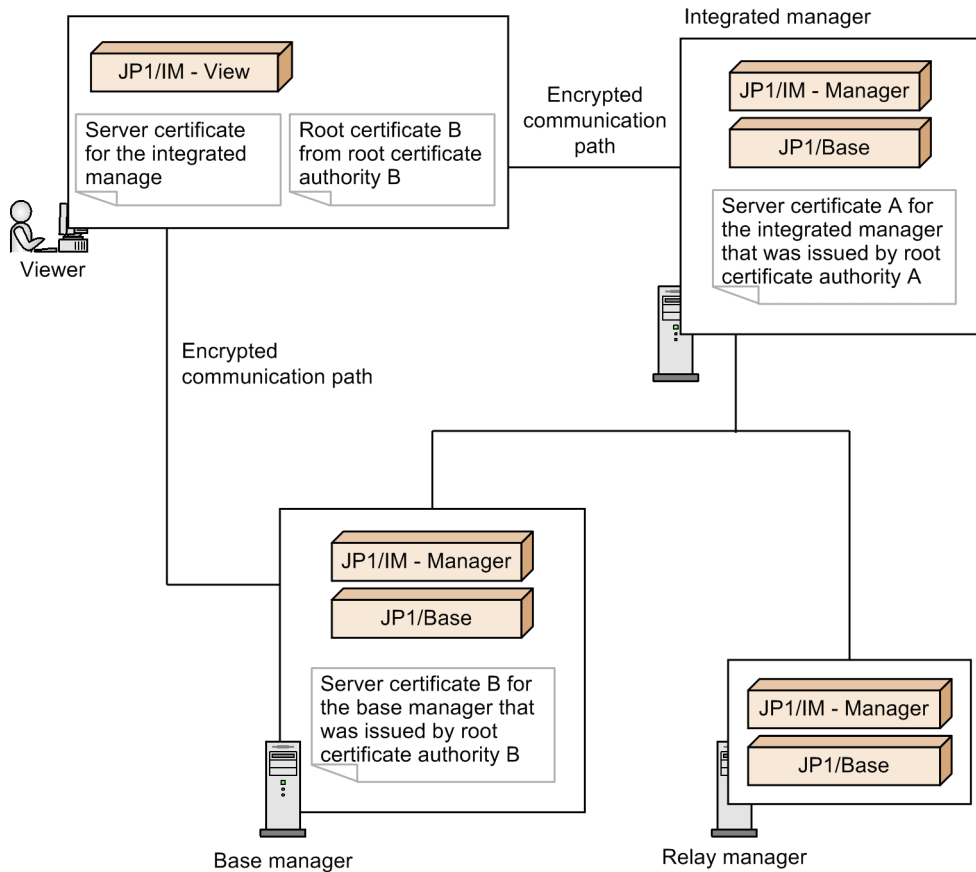 Integrated manager
JP1/IM - View
Server certificate
for the integrated
manage
Root certificate B
from root certificate
authority B
Encrypted
communication
path
JP1/IM - Manager
JP1/Base
Server certificate A for
the integrated manager
that was issued by root
certificate authority A
Viewer
Encrypted
communication path
JP1/IM - Manager
JP1/Base
Server certificate B for
the base manager that
was issued by root
certificate authority B
Base manager
JP1/IM - Manager
JP1/Base
Relay manager